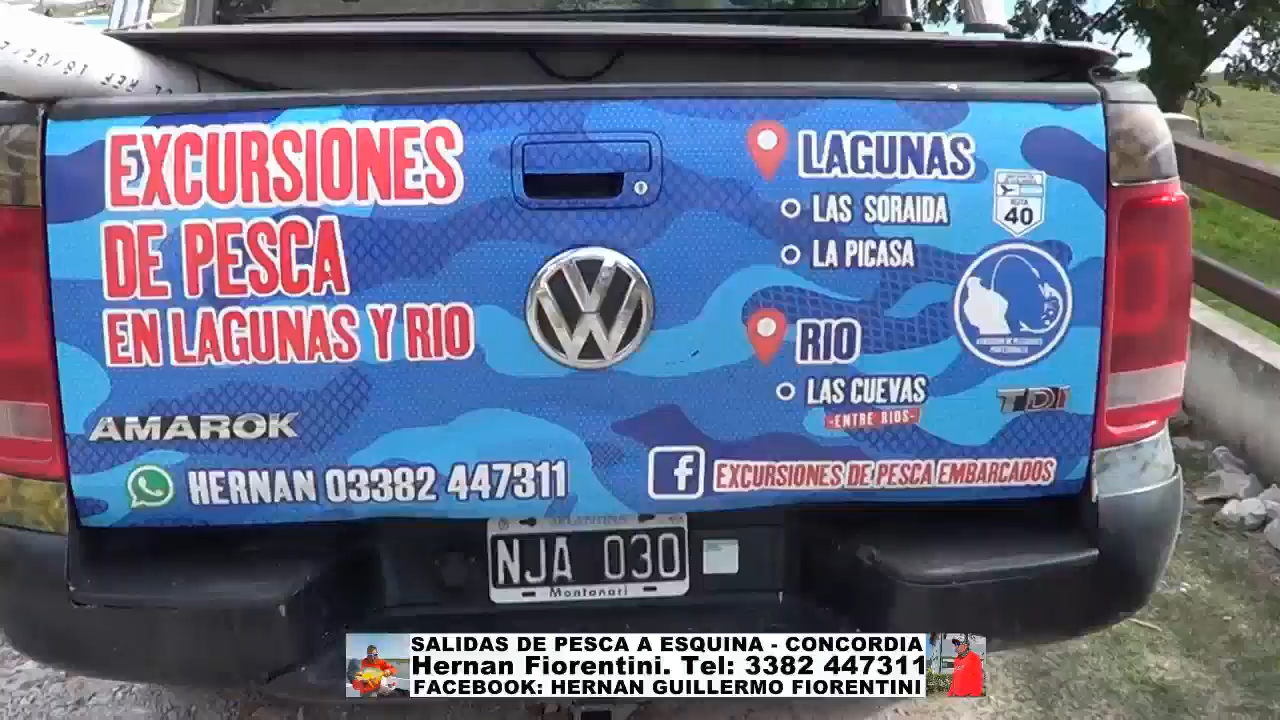 EXCURSIONES
DE PESCA
EN LAGUNAS Y RIO
AMAROK
HERNAN 03382 447311
LAGUNAS
LAS SORAIDA
LA PICASA
RUTA
40
RIO
LAS CUEVAS
-ENTRE RIOS-
TDI
f EXCURSIONES DE PESCA EMBARCADOS
ARGENTINA
NJA 030
SALIDAS DE PESCA A ESQUINA - CONCORDIA
Hernan Fiorentini. Tel: 3382 447311
FACEBOOK: HERNAN GUILLERMO FIORENTINI